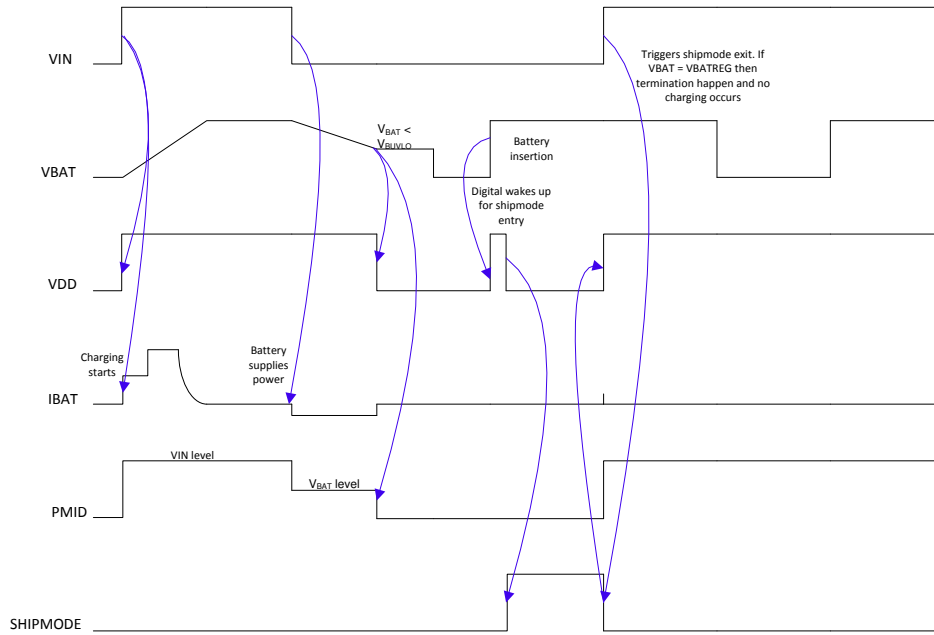 VIN
Triggers shipmode exit. If
VBAT = VBATREG then
termination happen and no
charging occurs
VBAT
VBAT <
VBUVLO
Battery
insertion
Digital wakes up
for shipmode
entry
VDD
Charging
starts
Battery
supplies
power
IBAT
VIN level
VBAT level
PMID
SHIPMODE